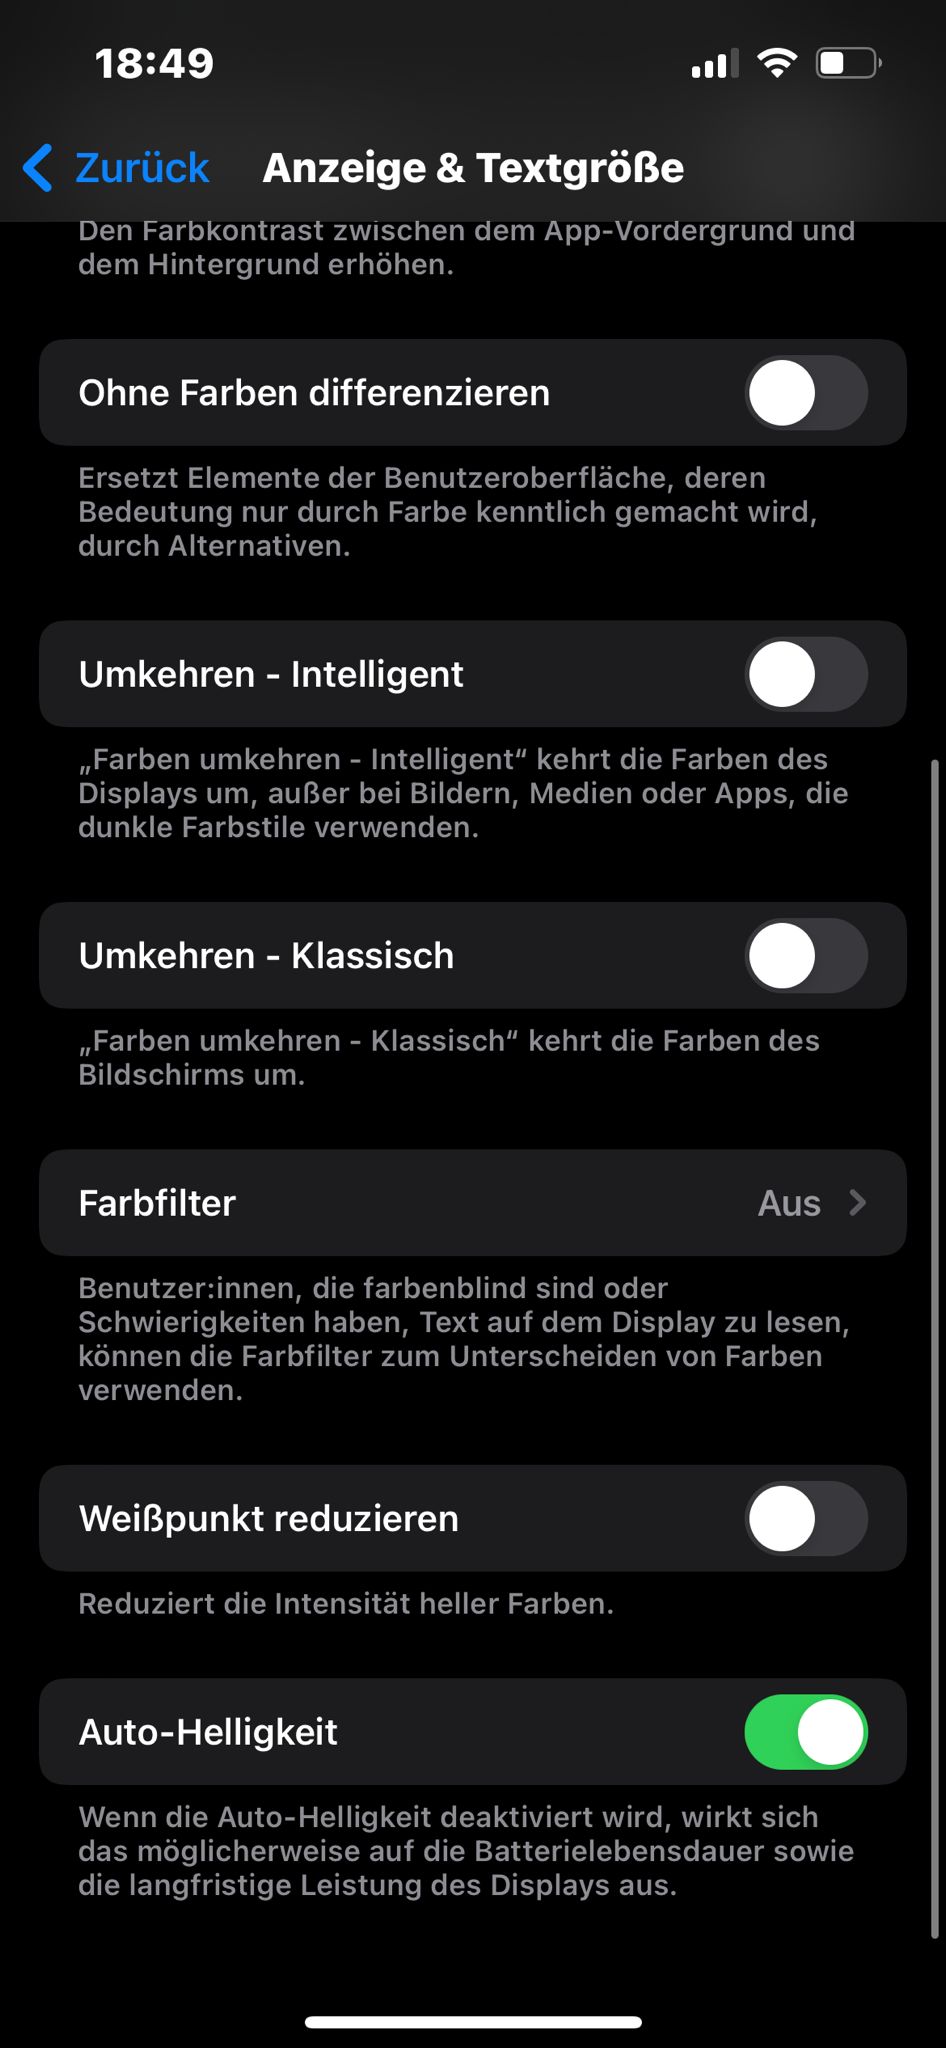 18:49
Zurück
Anzeige & Textgröße
Den Farbkontrast zwischen dem App-Vordergrund und
dem Hintergrund erhöhen.
Ohne Farben differenzieren
Ersetzt Elemente der Benutzeroberfläche, deren
Bedeutung nur durch Farbe kenntlich gemacht wird,
durch Alternativen.
Umkehren - Intelligent
„Farben umkehren - Intelligent“ kehrt die Farben des
Displays um, außer bei Bildern, Medien oder Apps, die
dunkle Farbstile verwenden.
Umkehren - Klassisch
„Farben umkehren - Klassisch“ kehrt die Farben des
Bildschirms um.
Farbfilter Aus
Benutzer:innen, die farbenblind sind oder
Schwierigkeiten haben, Text auf dem Display zu lesen,
können die Farbfilter zum Unterscheiden von Farben
verwenden.
Weißpunkt reduzieren
Reduziert die Intensität heller Farben.
Auto-Helligkeit
Wenn die Auto-Helligkeit deaktiviert wird, wirkt sich
das möglicherweise auf die Batterielebensdauer sowie
die langfristige Leistung des Displays aus.